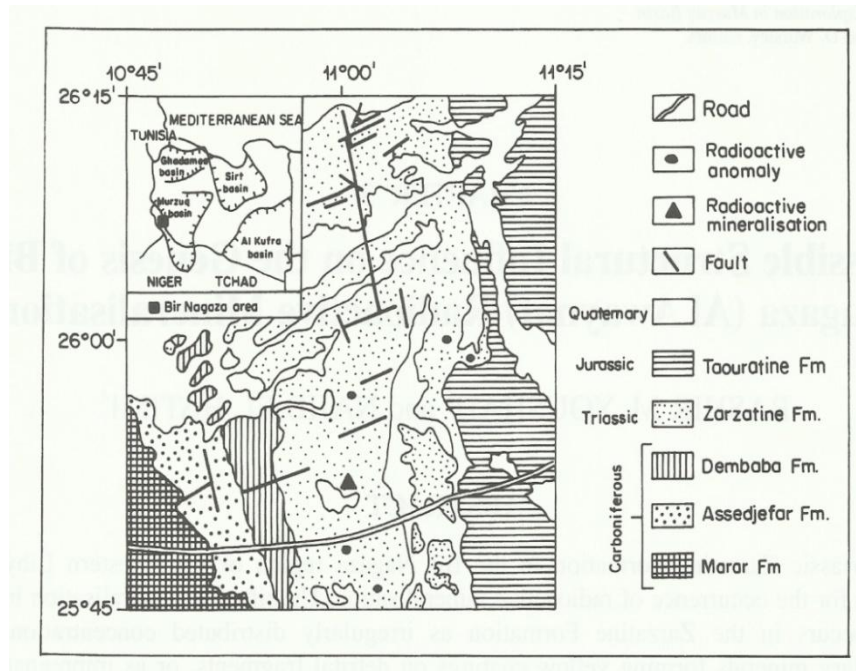 10°45'
11°00'
11°15'
26°15'
26°00'
25°45'
MEDITERRANEAN SEA
TUNISIA
Ghadames
basin
Sirt
basin
Murzuq
basin
Al Kufra
basin
NIGER
TCHAD
Bir Nagaza area
Road
Radioactive
anomaly
Radioactive
mineralisation
Fault
Quaternary
Jurassic
Taouratine Fm
Triassic
Zarzatine Fm.
Carboniferous
Dembaba Fm.
Assedjefar Fm.
Marar Fm